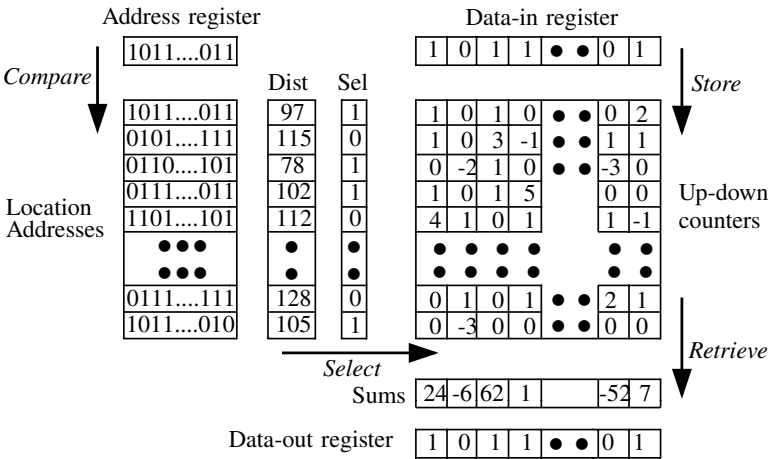 Address register Data-in register
1011....011 1 0 1 1 ● ● 0 1
Compare Store
Dist Sel
1011....011 97 1 1 0 1 0 ● ● 0 2
0101....111 115 0 1 0 3 -1 ● ● 1 1
0110....101 78 1 0 -2 1 0 ● ● -3 0
0111....011 102 1 1 0 1 5 0 0
1101....101 112 0 4 1 0 1 1 -1
Location Addresses
Up-down counters
0111....111 128 0 0 1 0 1 ● ● 2 1
1011....010 105 1 0 -3 0 0 ● ● 0 0
Select Retrieve
Sums 24 -6 62 1 -52 7
Data-out register 1 0 1 1 ● ● 0 1